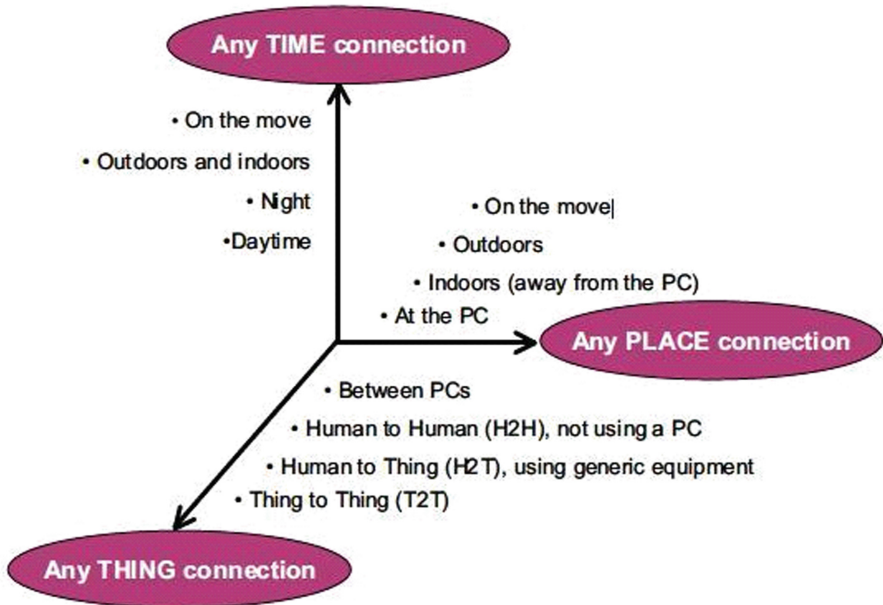 Any TIME connection
• On the move
• Outdoors and indoors
• Night
•Daytime
• On the move|
• Outdoors
• Indoors (away from the PC)
• At the PC
Any PLACE connection
• Between PCs
• Human to Human (H2H), not using a PC
• Human to Thing (H2T), using generic equipment
• Thing to Thing (T2T)
Any THING connection